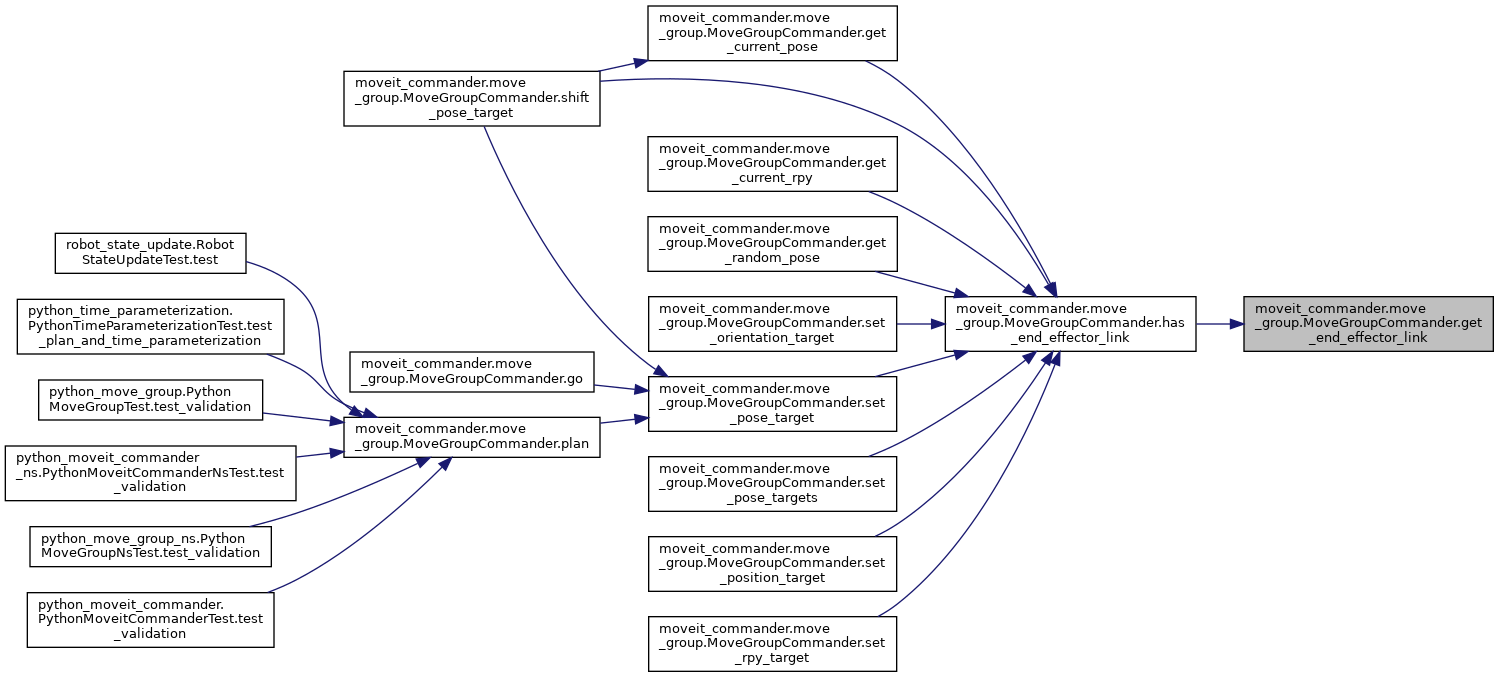 moveit_commander.move
_group.MoveGroupCommander.get
_current_pose
moveit_commander.move
_group.MoveGroupCommander.shift
_pose_target
moveit_commander.move
_group.MoveGroupCommander.get
_current_rpy
moveit_commander.move
_group.MoveGroupCommander.get
_random_pose
robot_state_update.Robot
StateUpdateTest.test
python_time_parameterization.
PythonTimeParameterizationTest.test
_plan_and_time_parameterization
moveit_commander.move
_group.MoveGroupCommander.set
_orientation_target
moveit_commander.move
_group.MoveGroupCommander.has
_end_effector_link
moveit_commander.move
_group.MoveGroupCommander.get
_end_effector_link
moveit_commander.move
_group.MoveGroupCommander.go
python_move_group.Python
MoveGroupTest.test_validation
moveit_commander.move
_group.MoveGroupCommander.set
_pose_target
moveit_commander.move
_group.MoveGroupCommander.plan
python_moveit_commander
_ns.PythonMoveitCommanderNsTest.test
_validation
moveit_commander.move
_group.MoveGroupCommander.set
_pose_targets
python_move_group_ns.Python
MoveGroupNsTest.test_validation
moveit_commander.move
_group.MoveGroupCommander.set
_position_target
python_moveit_commander.
PythonMoveitCommanderTest.test
_validation
moveit_commander.move
_group.MoveGroupCommander.set
_rpy_target